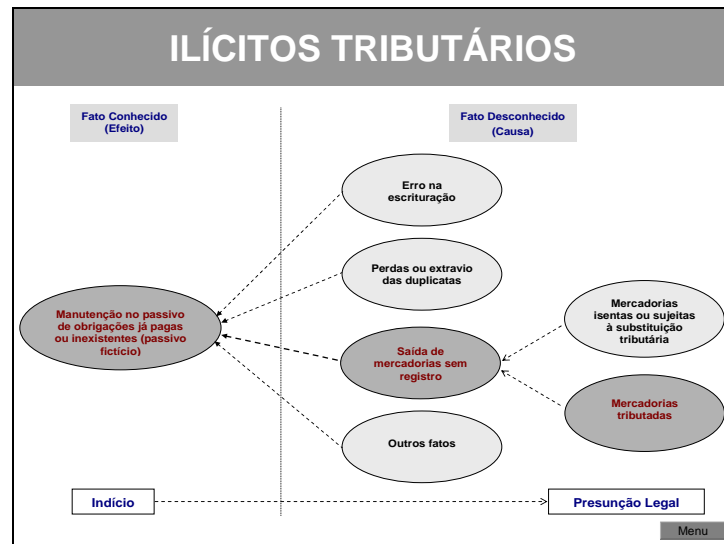 ILÍCITOS TRIBUTÁRIOS
Fato Conhecido
(Efeito)
Fato Desconhecido
(Causa)
Erro na
escrituração
Perdas ou extravio
das duplicatas
Manutenção no passivo
de obrigações já pagas
ou inexistentes (passivo
fictício)
Saída de
mercadorias sem
registro
Mercadorias
isentas ou sujeitas
à substituição
tributária
Mercadorias
tributadas
Outros fatos
Indício
Presunção Legal
Menu